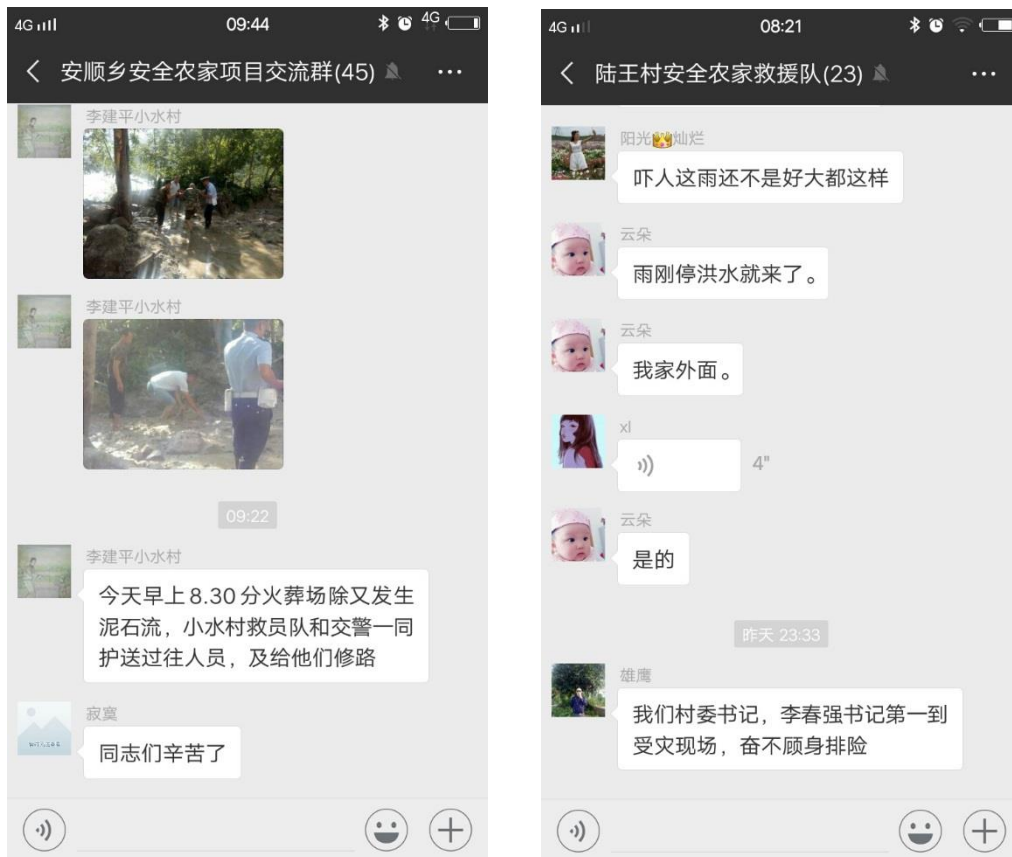 4G
09:44
4G
安顺乡安全农家项目交流群(45)
李建平小水村
李建平小水村
09:22
李建平小水村
今天早上8.30分火葬场除又发生
泥石流，小水村救员队和交警一同
护送过往人员，及给他们修路
寂寞
同志们辛苦了
4G
08:21
陆王村安全农家救援队(23)
阳光👑灿烂
吓人这雨还不是好大都这样
云朵
雨刚停洪水就来了。
云朵
我家外面。
xl
4"
云朵
是的
昨天 23:33
雄鹰
我们村委书记，李春强书记第一到
受灾现场，奋不顾身排险